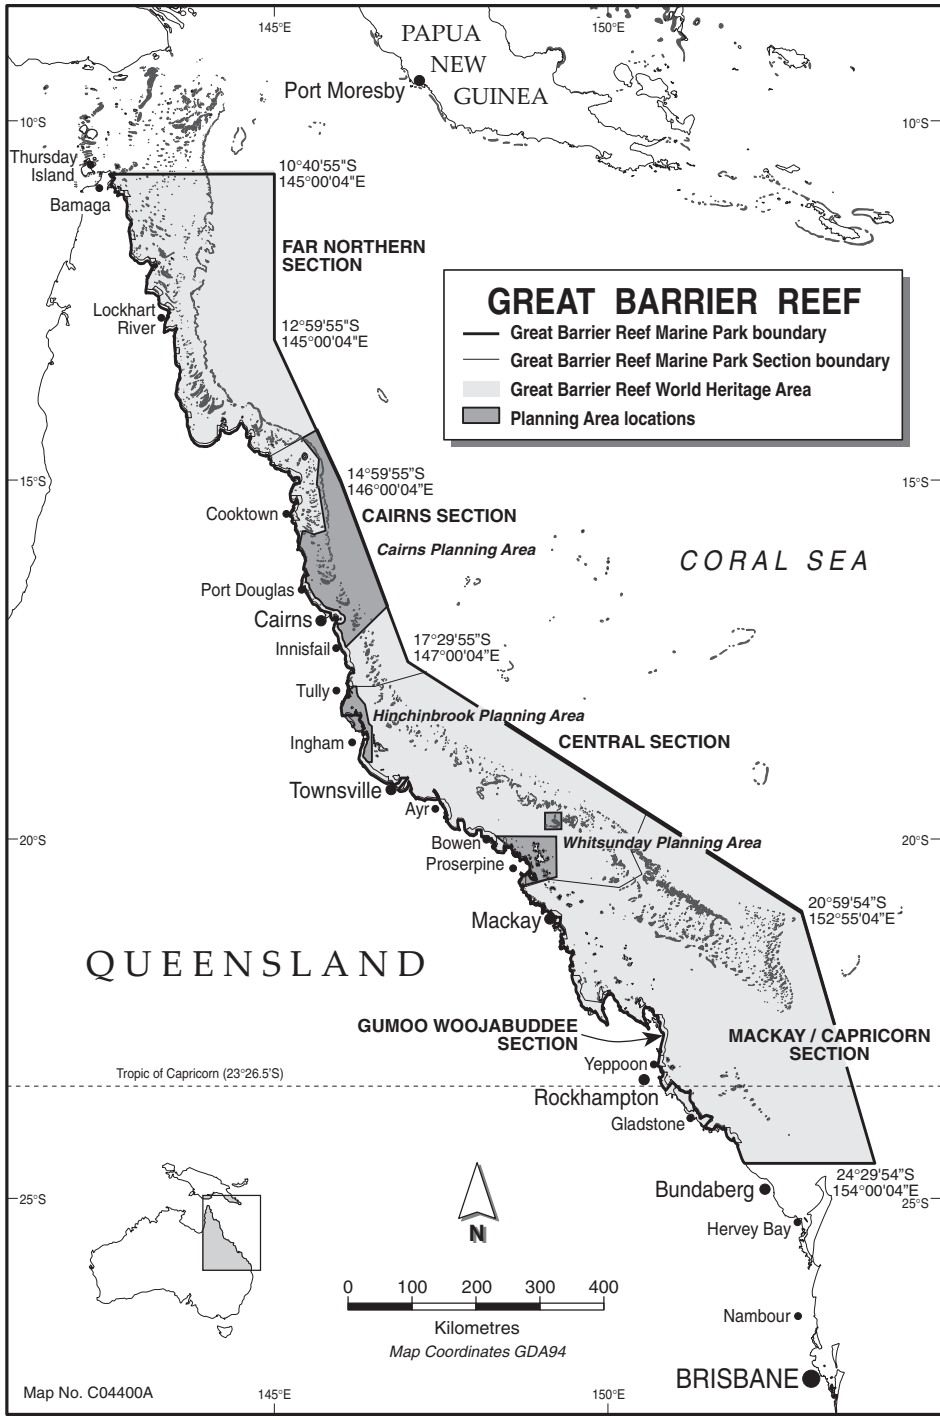 145°E
150°E
PAPUA
NEW
GUINEA
Port Moresby
10°S
10°S
Thursday
Island
Bamaga
10°40'55"S
145°00'04"E
FAR NORTHERN
SECTION
Lockhart
River
12°59'55"S
145°00'04"E
GREAT BARRIER REEF
Great Barrier Reef Marine Park boundary
Great Barrier Reef Marine Park Section boundary
Great Barrier Reef World Heritage Area
Planning Area locations
15°S
15°S
14°59'55”S
146°00'04”E
Cooktown
CAIRNS SECTION
Cairns Planning Area
CORAL SEA
Port Douglas
Cairns
Innisfail
17°29'55”S
147°00'04”E
Tully
Hinchinbrook Planning Area
Ingham
CENTRAL SECTION
Townsville
Ayr
20°S
20°S
Bowen
Whitsunday Planning Area
Proserpine
20°59'54”S
152°55'04”E
Mackay
QUEENSLAND
GUMOO WOOJABUDDEE
SECTION
MACKAY / CAPRICORN
SECTION
Yeppoon
Tropic of Capricorn (23°26.5'S)
Rockhampton
Gladstone
24°29'54”S
154°00'04”E
25°S
25°S
Bundaberg
Hervey Bay
N
0 100 200 300 400
Kilometres
Map Coordinates GDA94
Nambour
BRISBANE
Map No. C04400A
145°E
150°E